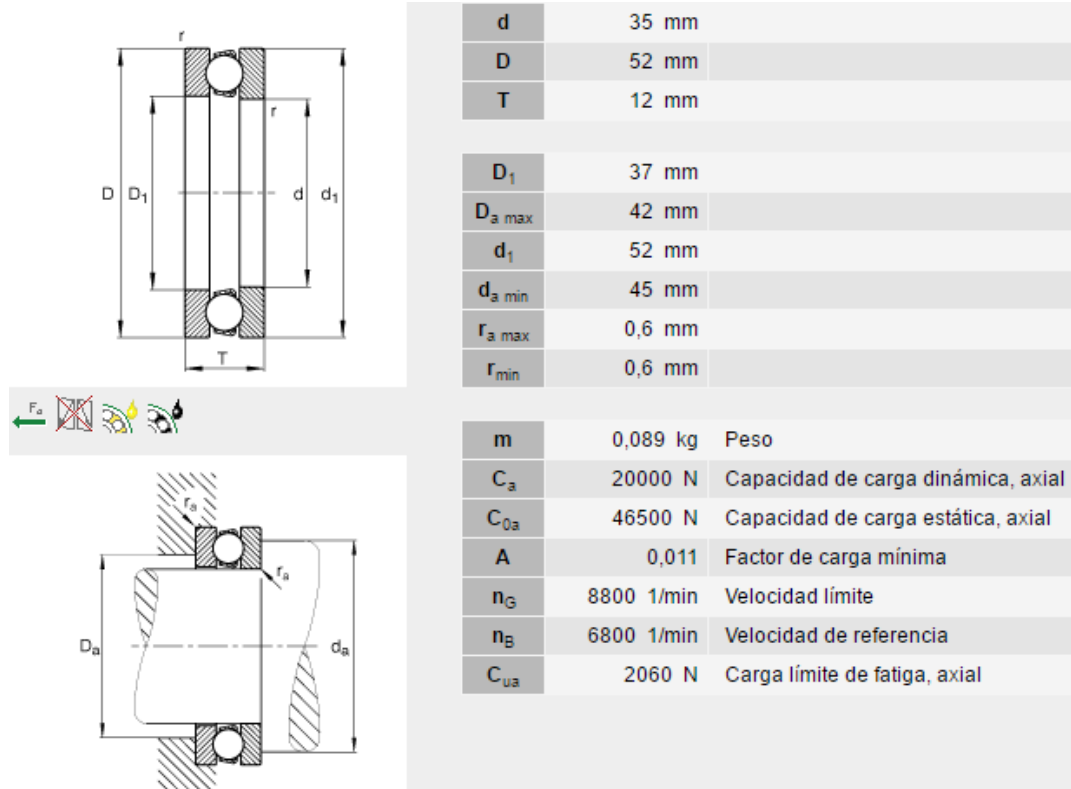 r
r
D D₁ d d₁
T
Fₐ
rₐ
rₐ
Dₐ dₐ
d 35 mm
D 52 mm
T 12 mm
D₁ 37 mm
Dₐ max 42 mm
d₁ 52 mm
dₐ min 45 mm
rₐ max 0,6 mm
r min 0,6 mm
m 0,089 kg Peso
Cₐ 20000 N Capacidad de carga dinámica, axial
C₀ₐ 46500 N Capacidad de carga estática, axial
A 0,011 Factor de carga mínima
n_G 8800 1/min Velocidad límite
n_B 6800 1/min Velocidad de referencia
Cᵤₐ 2060 N Carga límite de fatiga, axial